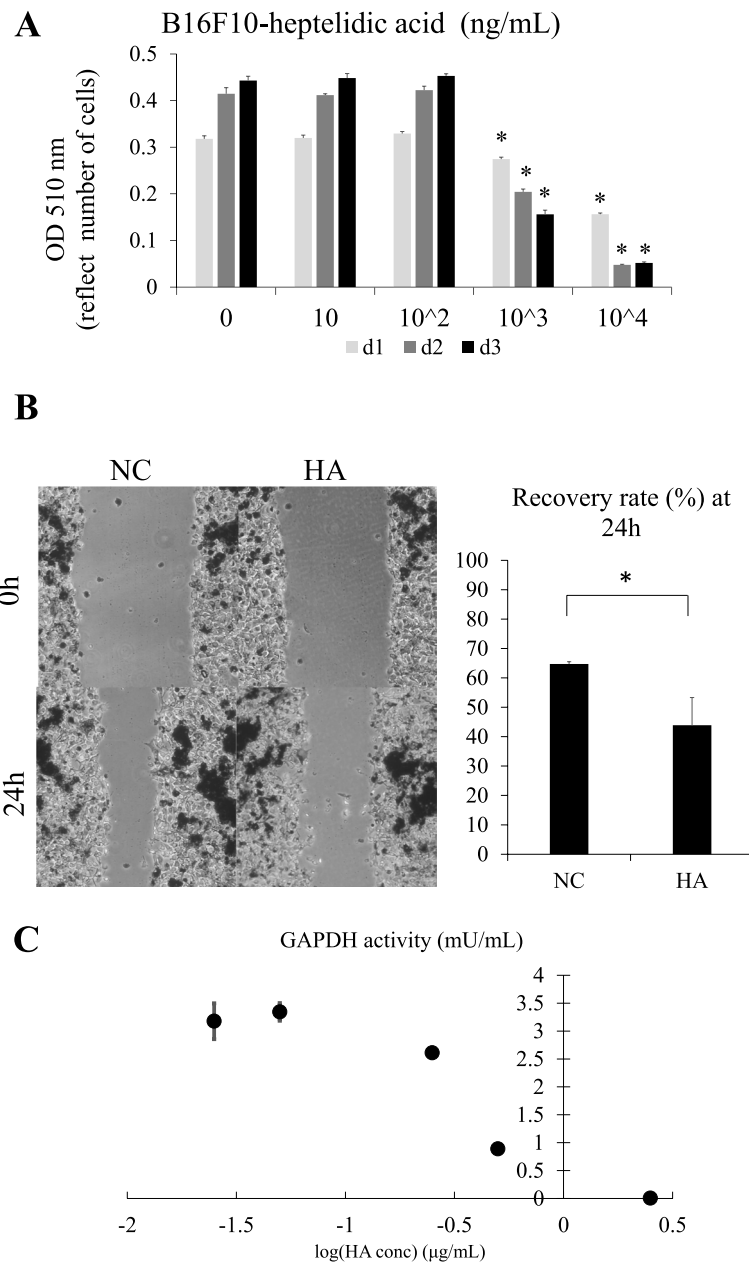 A
B16F10-heptelidic acid (ng/mL)
OD 510 nm
(reflect number of cells)
0.5
0.4
0.3
0.2
0.1
0
* * * * * *
0 10 10^2 10^3 10^4
d1 d2 d3
B
NC HA
0h
24h
Recovery rate (%) at
24h
100
90
80
70
60
50
40
30
20
10
0
*
NC HA
C
GAPDH activity (mU/mL)
4
3.5
3
2.5
2
1.5
1
0.5
0
-2 -1.5 -1 -0.5 0 0.5
log(HA conc) (μg/mL)